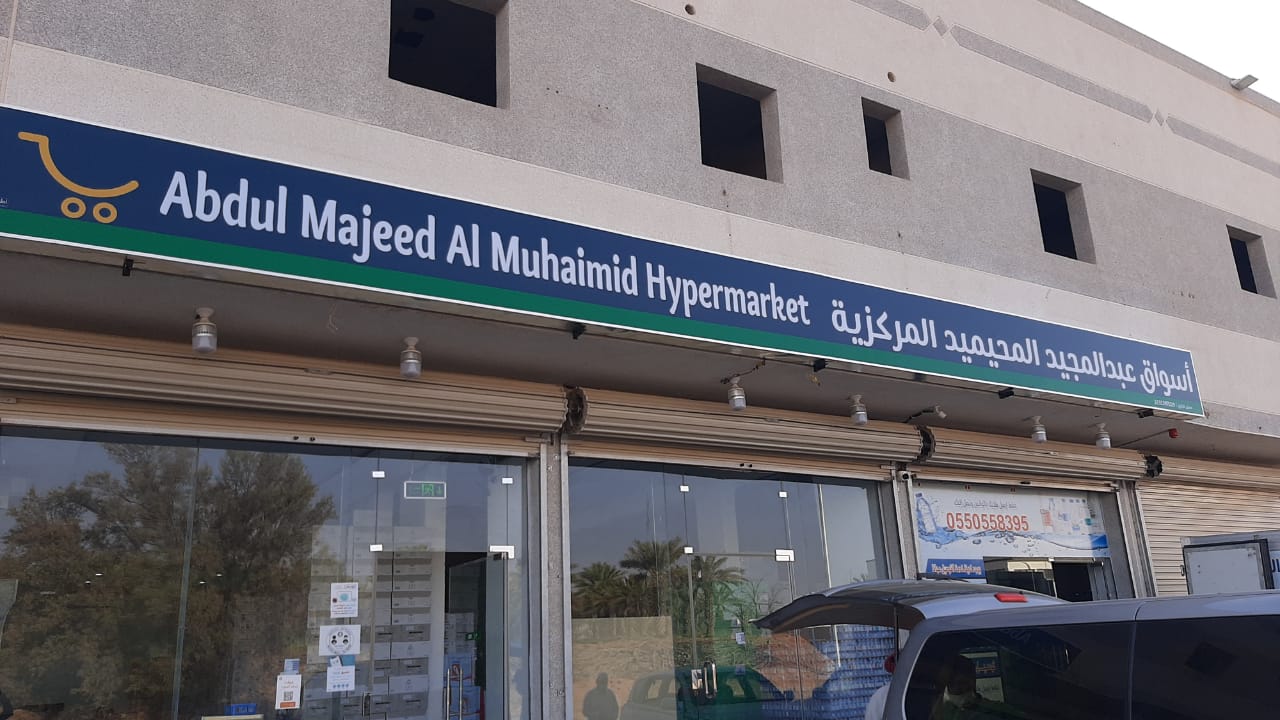 Abdul Majeed Al Muhaimid Hypermarket
أسواق عبدالمجيد المحيميد المركزية
0550558395